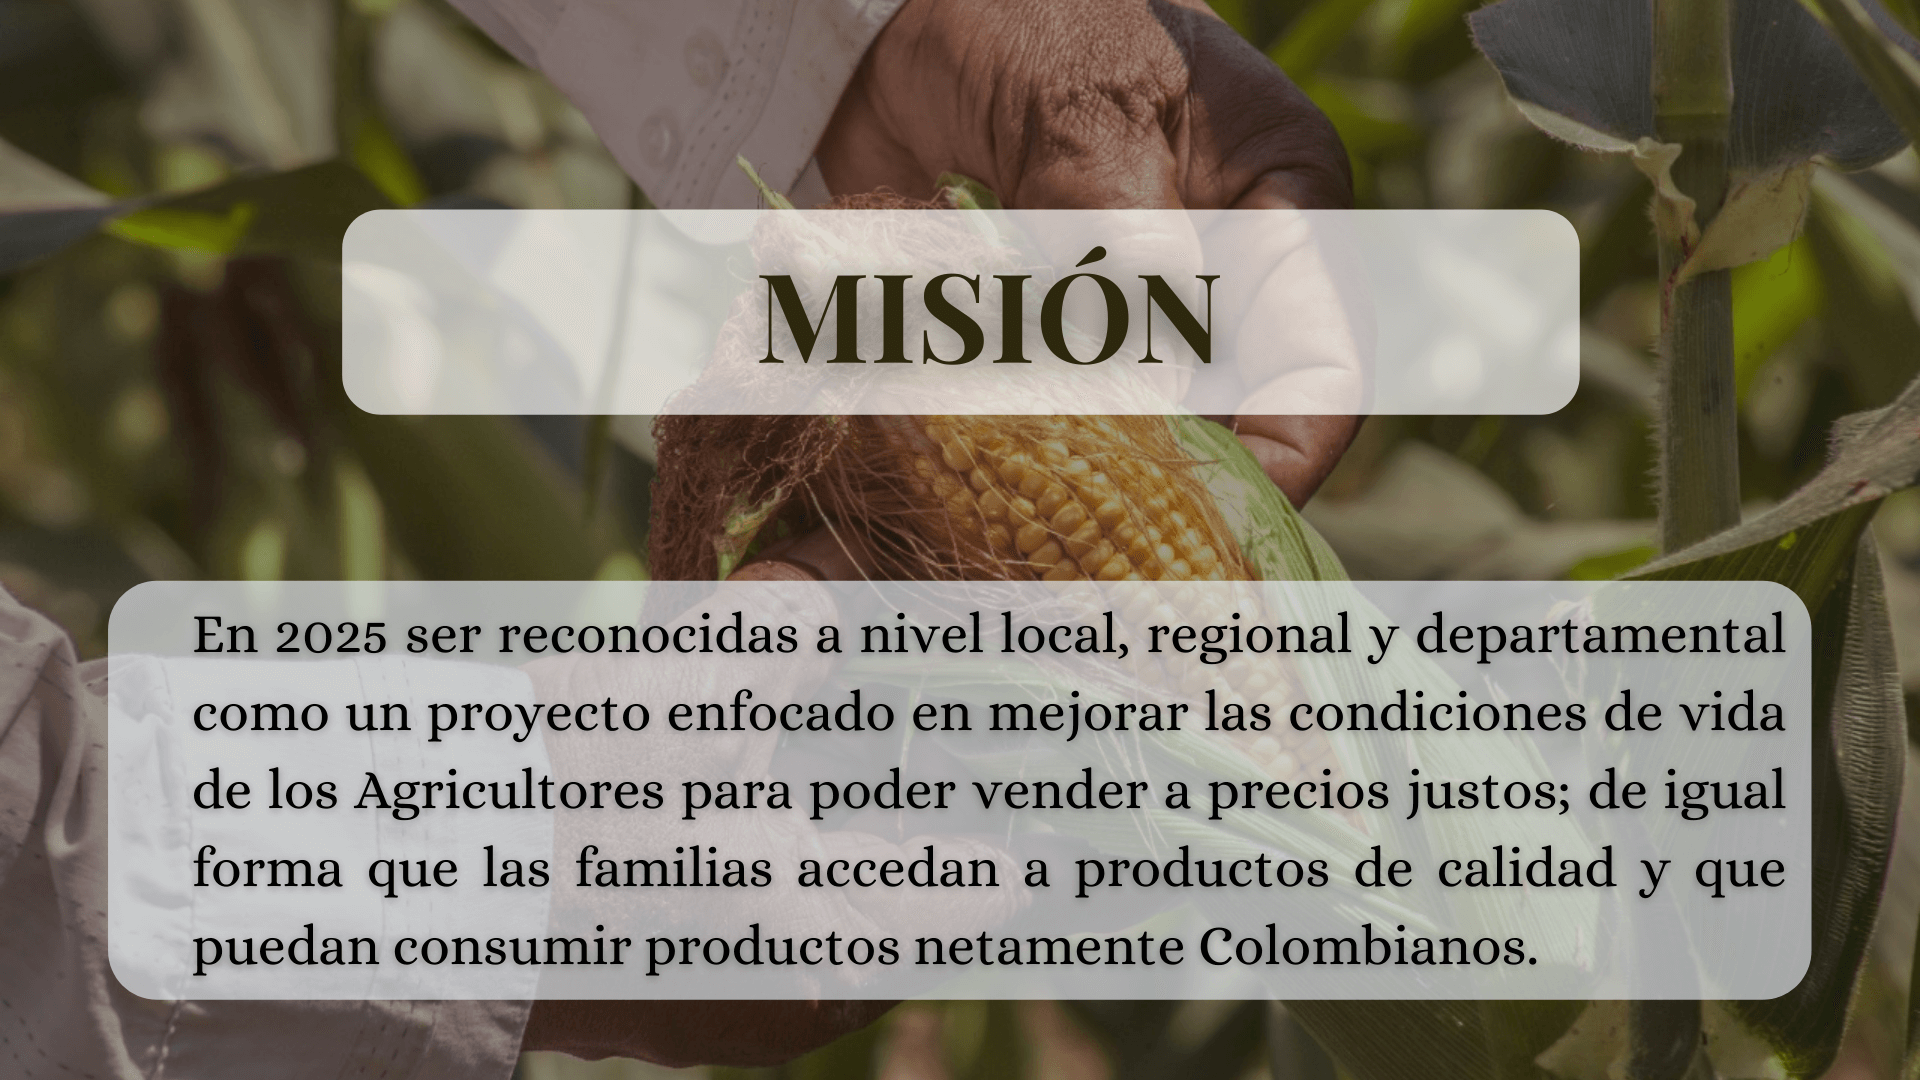 MISIÓN
En 2025 ser reconocidas a nivel local, regional y departamental
como un proyecto enfocado en mejorar las condiciones de vida
de los Agricultores para poder vender a precios justos; de igual
forma que las familias accedan a productos de calidad y que
puedan consumir productos netamente Colombianos.